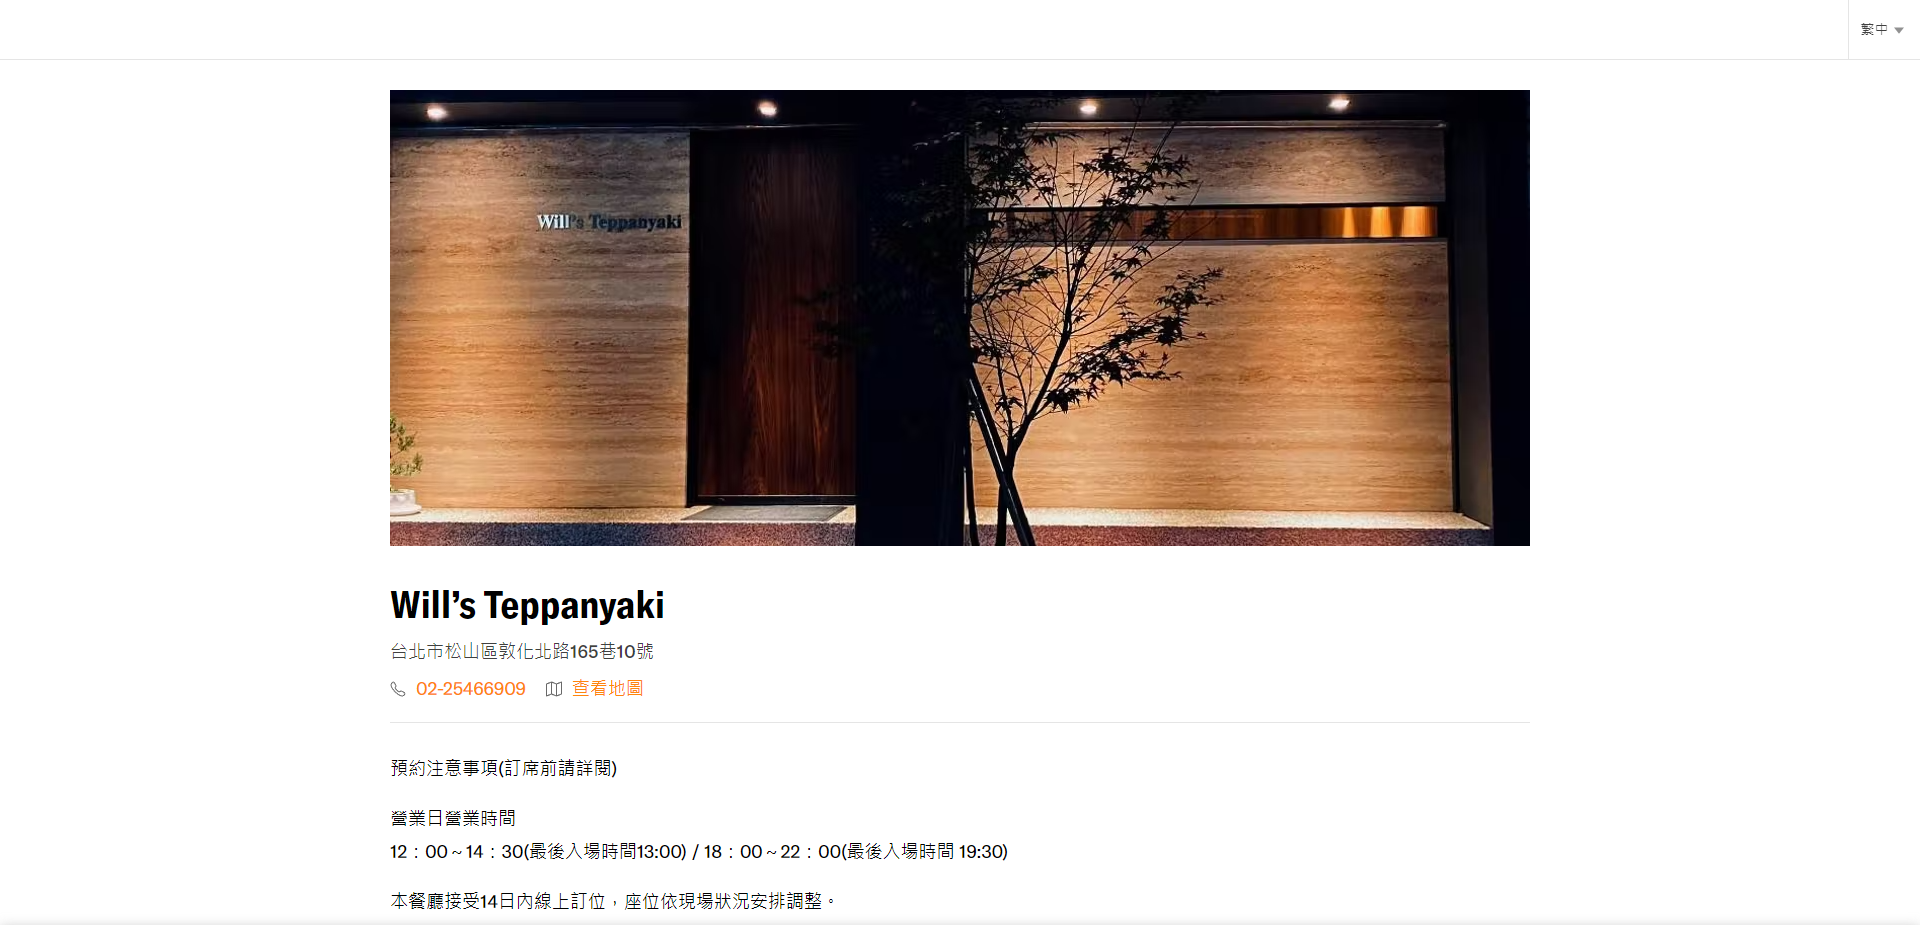 繁中
Will's Teppanyaki
Will’s Teppanyaki
台北市松山區敦化北路165巷10號
02-25466909 查看地圖
預約注意事項(訂席前請詳閱)
營業日營業時間
12：00～14：30(最後入場時間13:00) / 18：00～22：00(最後入場時間 19:30)
本餐廳接受14日內線上訂位，座位依現場狀況安排調整。